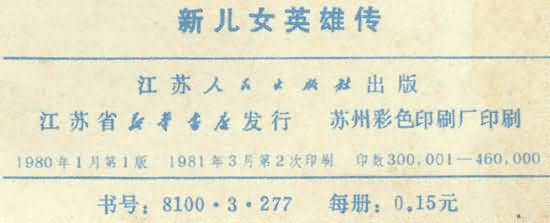 新儿女英雄传
江苏人民出版社出版
江苏省新华书店发行 苏州彩色印刷厂印刷
1980年1月第1版 1981年3月第2次印刷 印数300,001—460,000
书号：8100·3·277 每册：0.15元